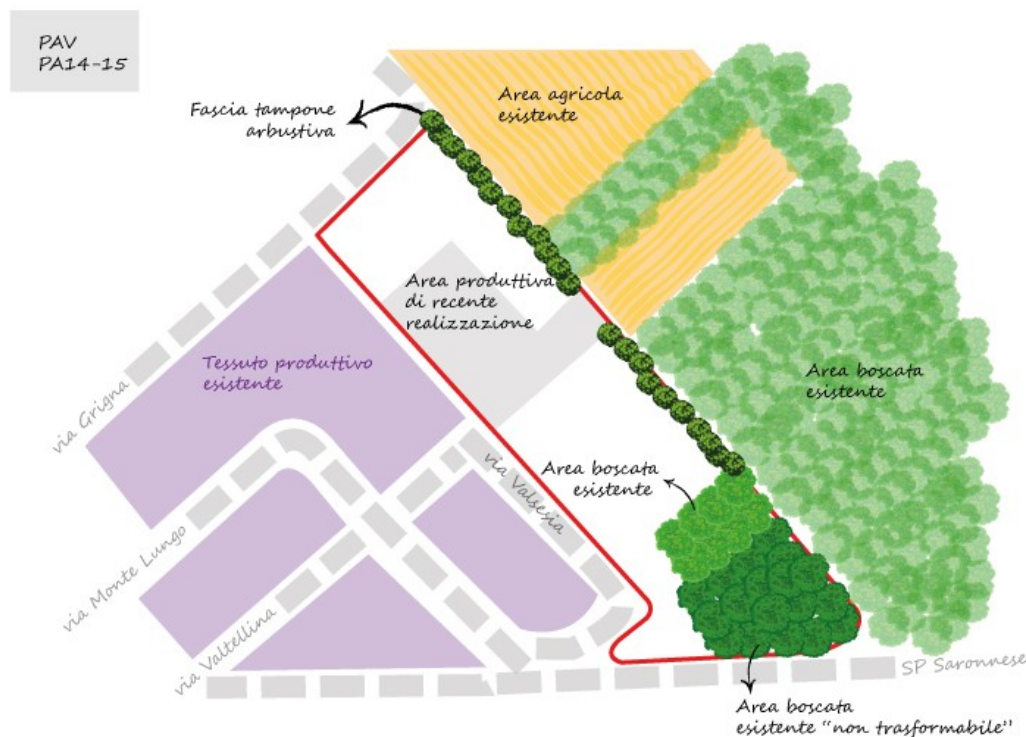 PAV
PA14-15
Fascia tampone
arbustiva
Area agricola
esistente
Area produttiva
di recente
realizzazione
Tessuto produttivo
esistente
Area boscata
esistente
via Grigna
Area boscata
esistente
via Valsesia
via Monte Lungo
via Valtellina
SP Saronnese
Area boscata
esistente "non trasformabile"